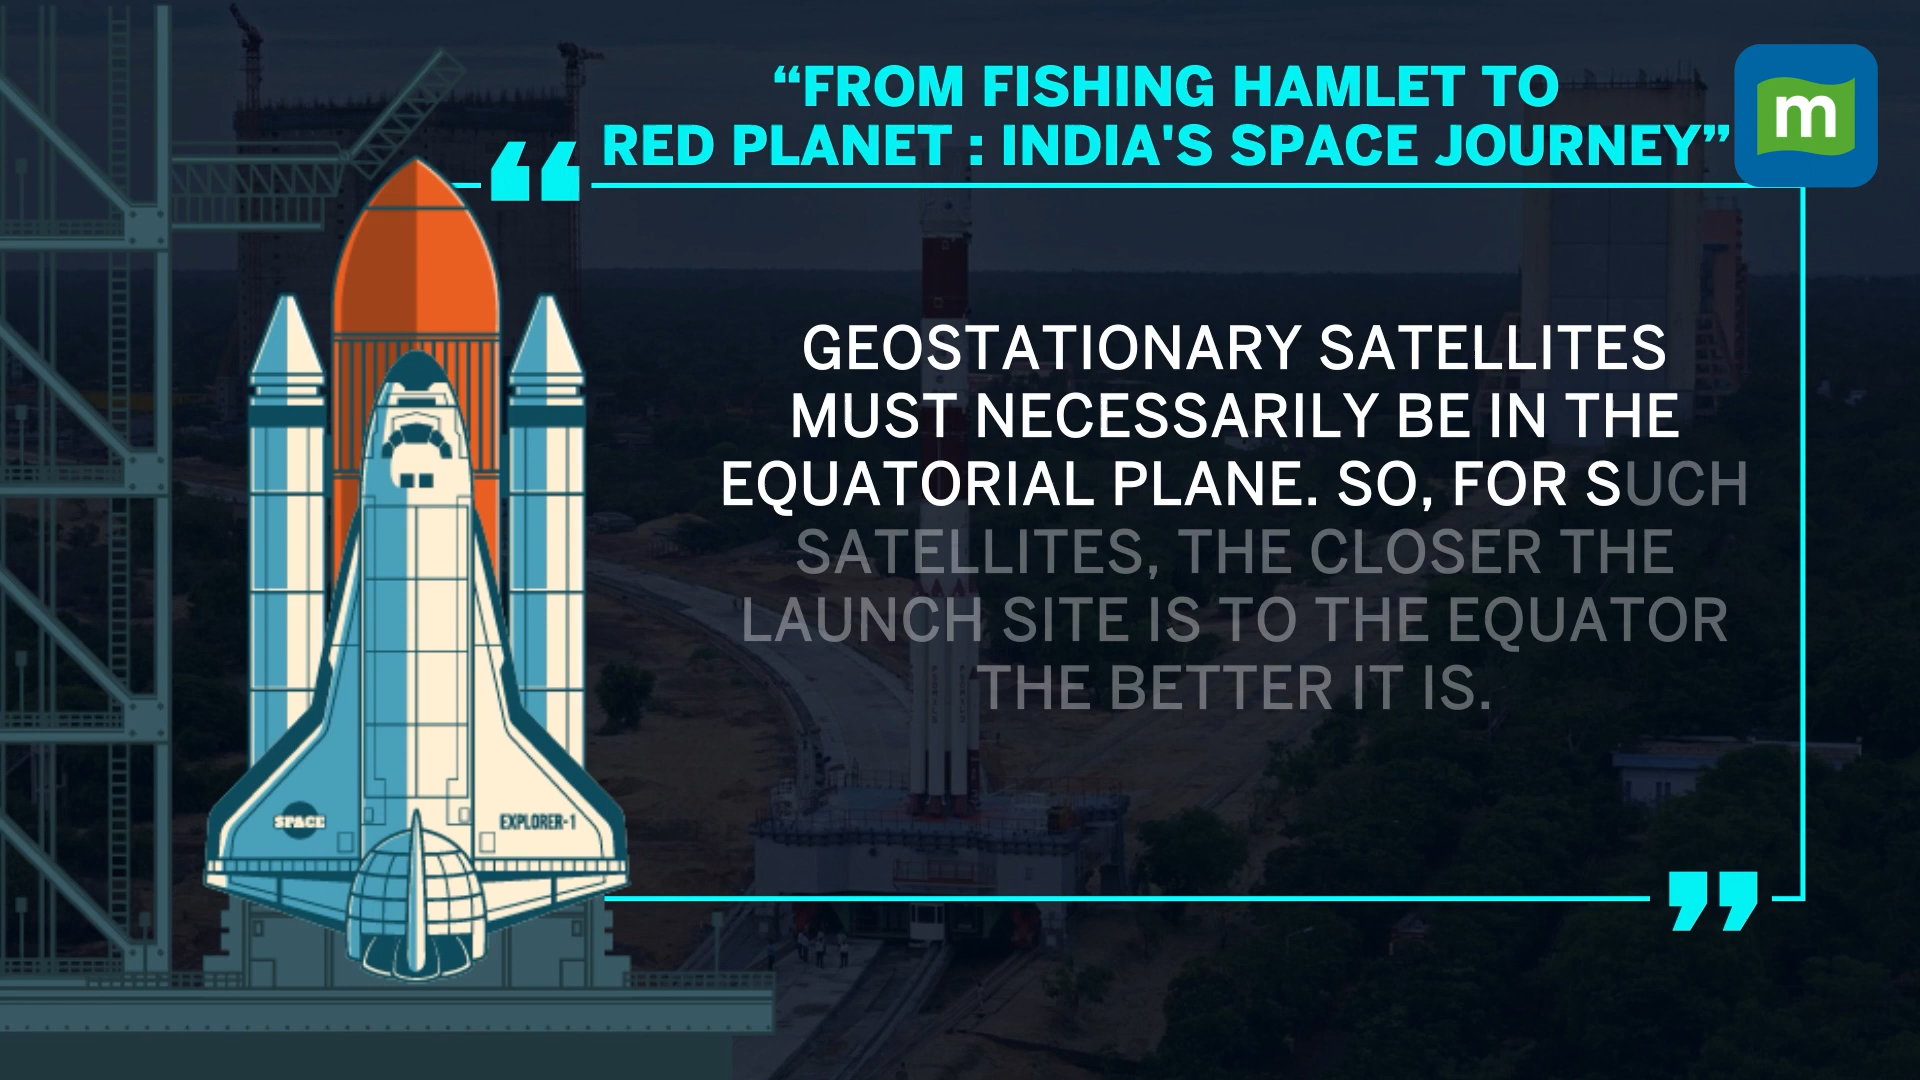 “FROM FISHING HAMLET TO
RED PLANET : INDIA'S SPACE JOURNEY”
m
“
GEOSTATIONARY SATELLITES
MUST NECESSARILY BE IN THE
EQUATORIAL PLANE. SO, FOR SUCH
SATELLITES, THE CLOSER THE
LAUNCH SITE IS TO THE EQUATOR
THE BETTER IT IS.
”
SPACE
EXPLORER-1